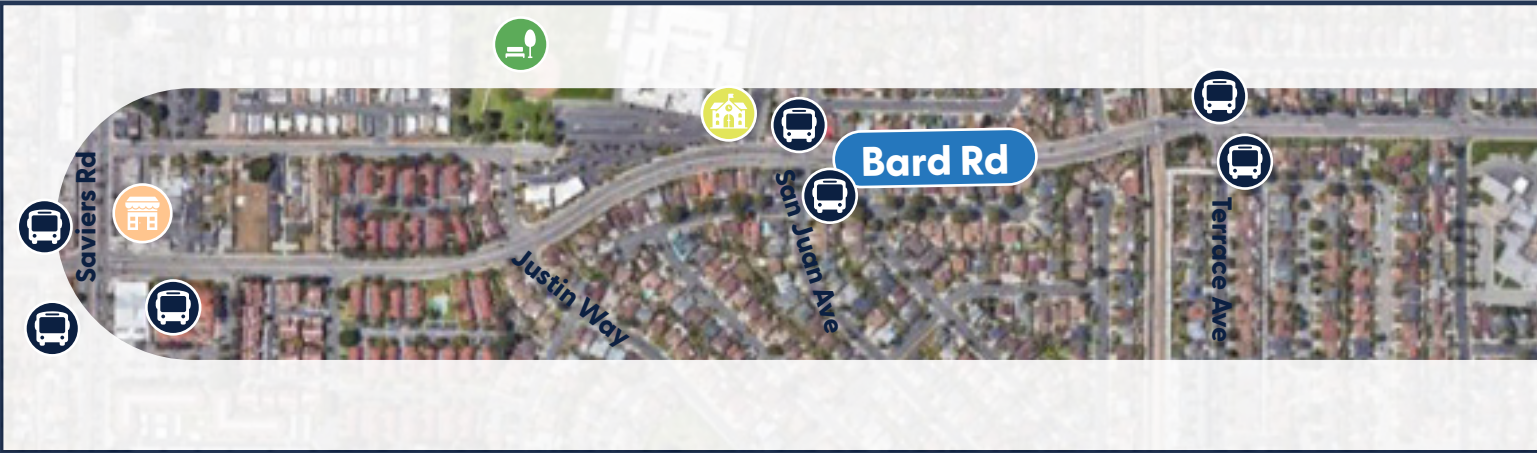 Saviers Rd
Justin Way
San Juan Ave
Bard Rd
Terrace Ave